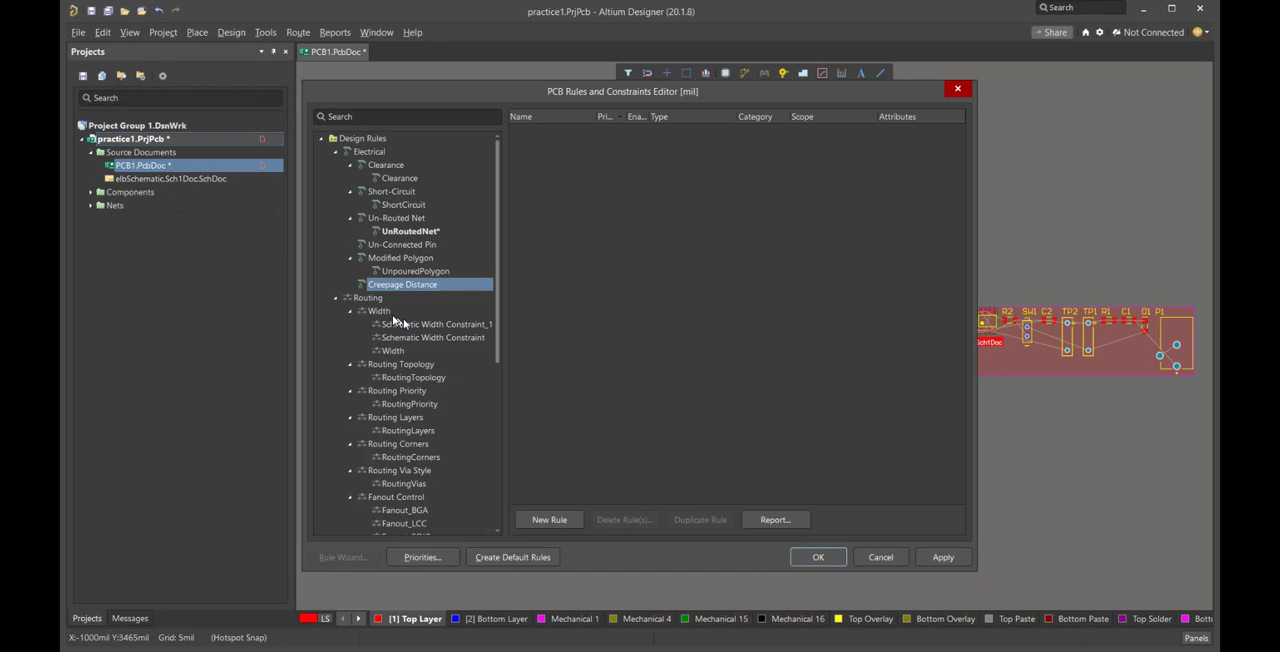 practice1.PrjPcb - Altium Designer (20.1.8)
Search
File Edit View Project Place Design Tools Route Reports Window Help
Share
Not Connected
Projects
PCB1.PcbDoc *
Search
Project Group 1.DsnWrk
practice1.PrjPcb *
Source Documents
PCB1.PcbDoc *
elbSchematic.Sch1Doc.SchDoc
Components
Nets
PCB Rules and Constraints Editor [mil]
Search
Design Rules
Electrical
Clearance
Clearance
Short-Circuit
ShortCircuit
Un-Routed Net
UnRoutedNet*
Un-Connected Pin
Modified Polygon
UnpouredPolygon
Creepage Distance
Routing
Width
Schematic Width Constraint_1
Schematic Width Constraint
Width
Routing Topology
RoutingTopology
Routing Priority
RoutingPriority
Routing Layers
RoutingLayers
Routing Corners
RoutingCorners
Routing Via Style
RoutingVias
Fanout Control
Fanout_BGA
Fanout_LCC
Name Pri... Ena... Type Category Scope Attributes
New Rule Delete Rule(s)... Duplicate Rule Report...
Rule Wizard... Priorities... Create Default Rules OK Cancel Apply
R2 SW1 C2 TP2 TP1 R1 C1 D1 P1
Sch1Doc
Projects Messages
LS [1] Top Layer [2] Bottom Layer Mechanical 1 Mechanical 4 Mechanical 15 Mechanical 16 Top Overlay Bottom Overlay Top Paste Bottom Paste Top Solder
X:-1000mil Y:3465mil Grid: 5mil (Hotspot Snap)
Panels